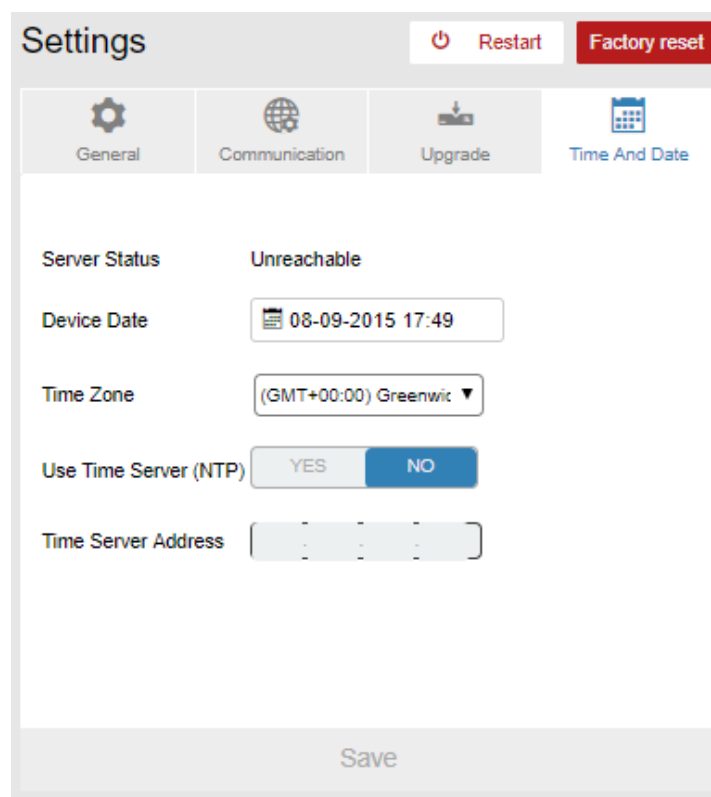 Settings
Restart
Factory reset
General
Communication
Upgrade
Time And Date
Server Status Unreachable
Device Date 08-09-2015 17:49
Time Zone (GMT+00:00) Greenwic
Use Time Server (NTP) YES NO
Time Server Address . . .
Save